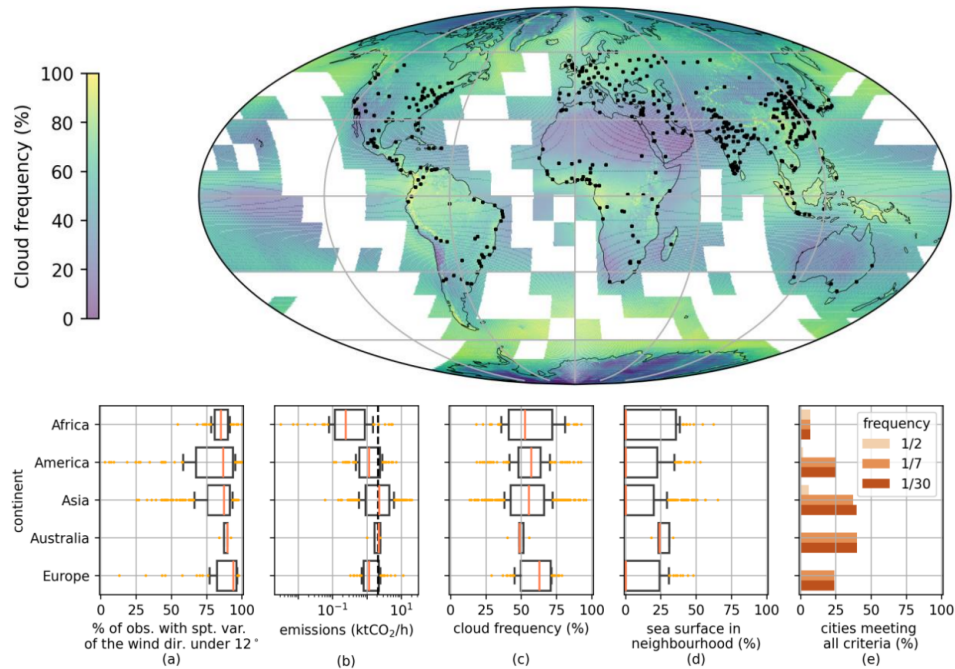 Cloud frequency (%)
100
80
60
40
20
0
continent
Africa
America
Asia
Australia
Europe
0 25 50 75 100
% of obs. with spt. var.
of the wind dir. under 12°
(a)
10⁻¹ 10¹
emissions (ktCO₂/h)
(b)
0 25 50 75 100
cloud frequency (%)
(c)
0 25 50 75 100
sea surface in
neighbourhood (%)
(d)
frequency
1/2
1/7
1/30
0 25 50 75 100
cities meeting
all criteria (%)
(e)